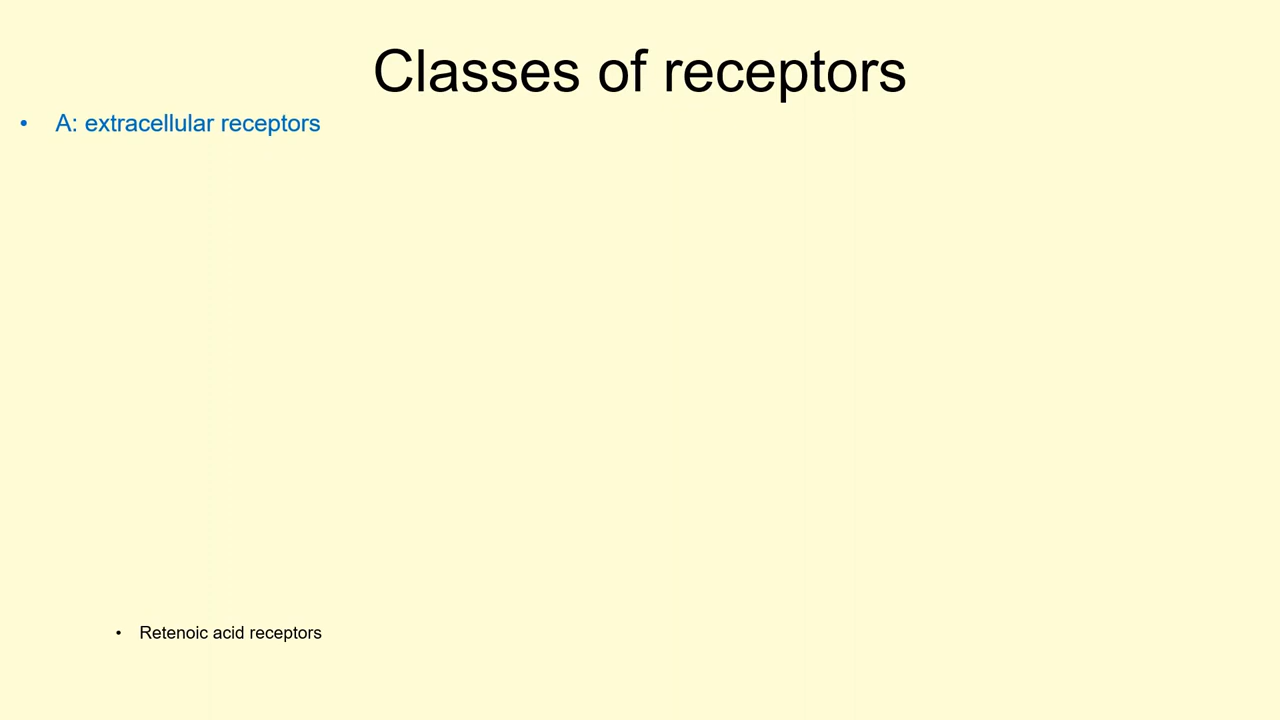 Classes of receptors
• A: extracellular receptors
• Retenoic acid receptors